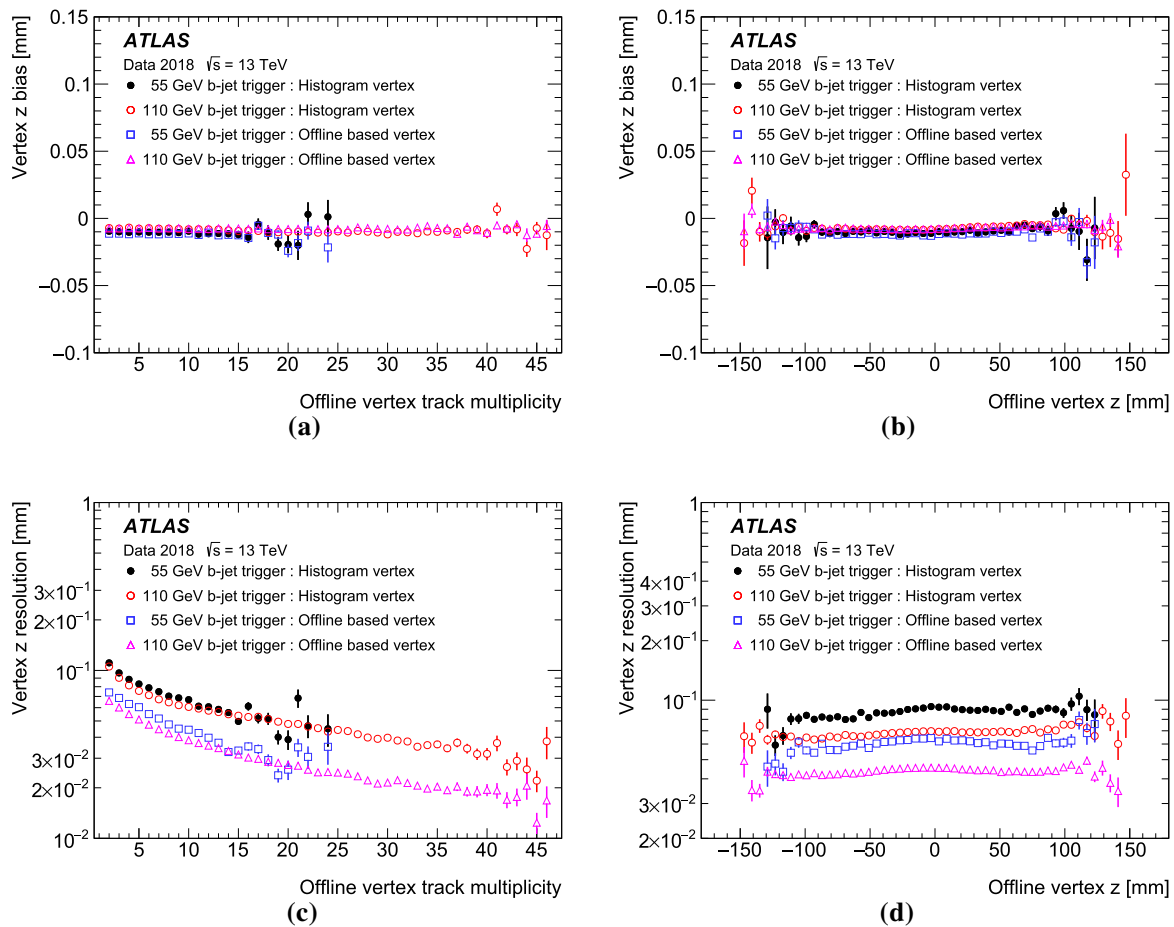 Vertex z bias [mm]
0.15
0.1
0.05
0
−0.05
−0.1
ATLAS
Data 2018 √s = 13 TeV
55 GeV b-jet trigger : Histogram vertex
110 GeV b-jet trigger : Histogram vertex
55 GeV b-jet trigger : Offline based vertex
110 GeV b-jet trigger : Offline based vertex
5 10 15 20 25 30 35 40 45
Offline vertex track multiplicity
(a)
Vertex z bias [mm]
0.15
0.1
0.05
0
−0.05
−0.1
ATLAS
Data 2018 √s = 13 TeV
55 GeV b-jet trigger : Histogram vertex
110 GeV b-jet trigger : Histogram vertex
55 GeV b-jet trigger : Offline based vertex
110 GeV b-jet trigger : Offline based vertex
−150 −100 −50 0 50 100 150
Offline vertex z [mm]
(b)
Vertex z resolution [mm]
1
3×10⁻¹
2×10⁻¹
10⁻¹
3×10⁻²
2×10⁻²
10⁻²
ATLAS
Data 2018 √s = 13 TeV
55 GeV b-jet trigger : Histogram vertex
110 GeV b-jet trigger : Histogram vertex
55 GeV b-jet trigger : Offline based vertex
110 GeV b-jet trigger : Offline based vertex
5 10 15 20 25 30 35 40 45
Offline vertex track multiplicity
(c)
Vertex z resolution [mm]
1
4×10⁻¹
3×10⁻¹
2×10⁻¹
10⁻¹
3×10⁻²
2×10⁻²
ATLAS
Data 2018 √s = 13 TeV
55 GeV b-jet trigger : Histogram vertex
110 GeV b-jet trigger : Histogram vertex
55 GeV b-jet trigger : Offline based vertex
110 GeV b-jet trigger : Offline based vertex
−150 −100 −50 0 50 100 150
Offline vertex z [mm]
(d)